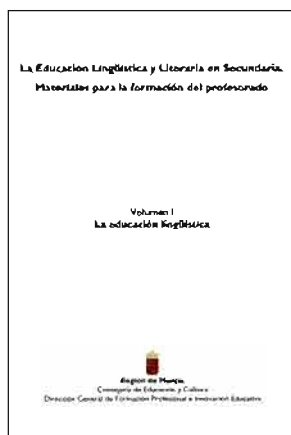 La Educación Lingüística y Literaria en Secundaria.
Materiales para la formación del profesorado
Volumen I
La educación lingüística
Región de Murcia
Consejería de Educación y Cultura
Dirección General de Formación Profesional e Innovación Educativa